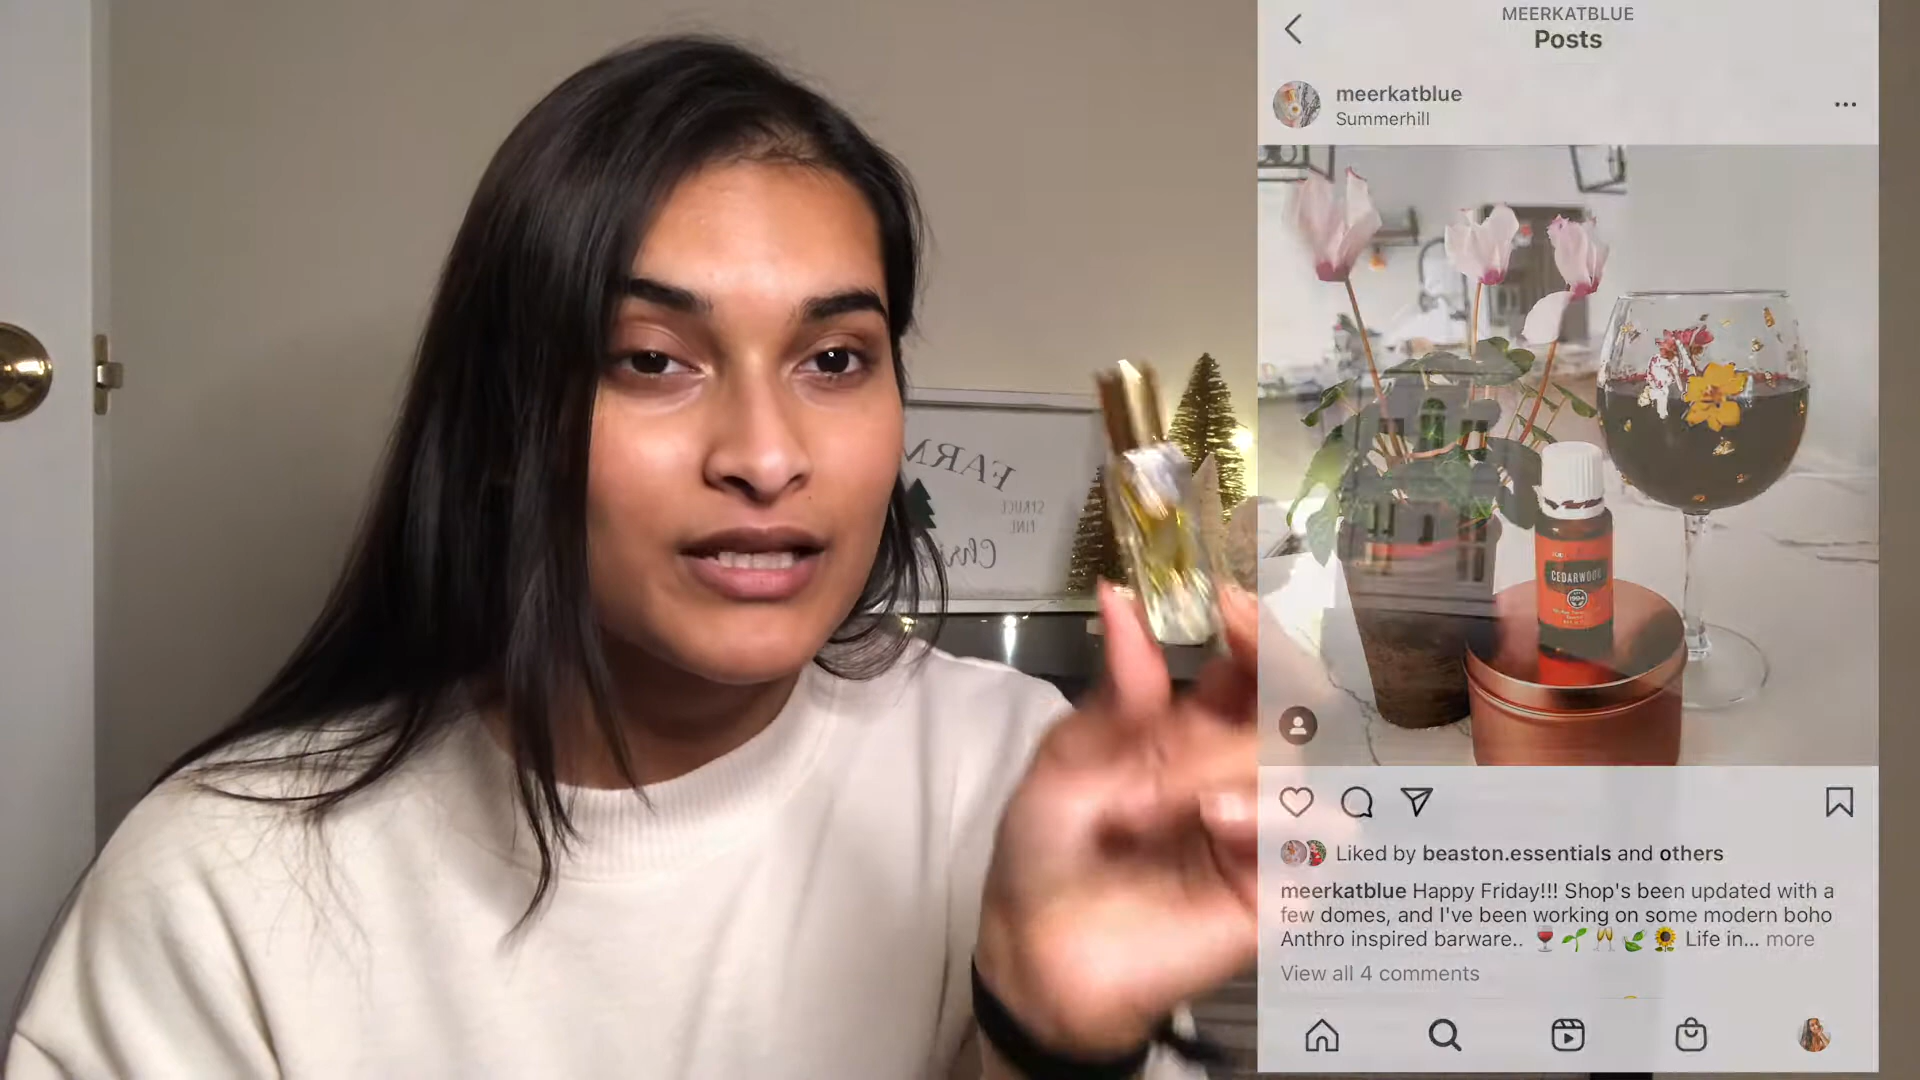 MEERKATBLUE
Posts
meerkatblue
Summerhill
FARM
SPRUCE
PINE
CEDARWOOD
Liked by beaston.essentials and others
meerkatblue Happy Friday!!! Shop's been updated with a
few domes, and I've been working on some modern boho
Anthro inspired barware.. 🍷🌱🥂🍃🌻 Life in... more
View all 4 comments